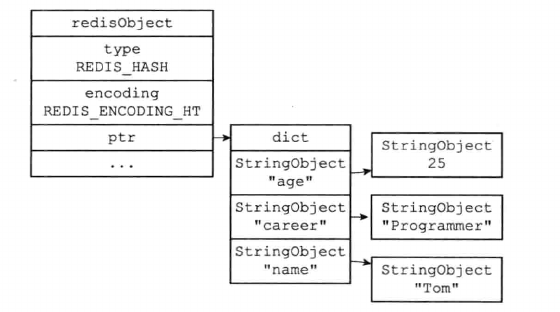 redisObject
type
REDIS_HASH
encoding
REDIS_ENCODING_HT
ptr
...
dict
StringObject
"age"
StringObject
"career"
StringObject
"name"
StringObject
25
StringObject
"Programmer"
StringObject
"Tom"